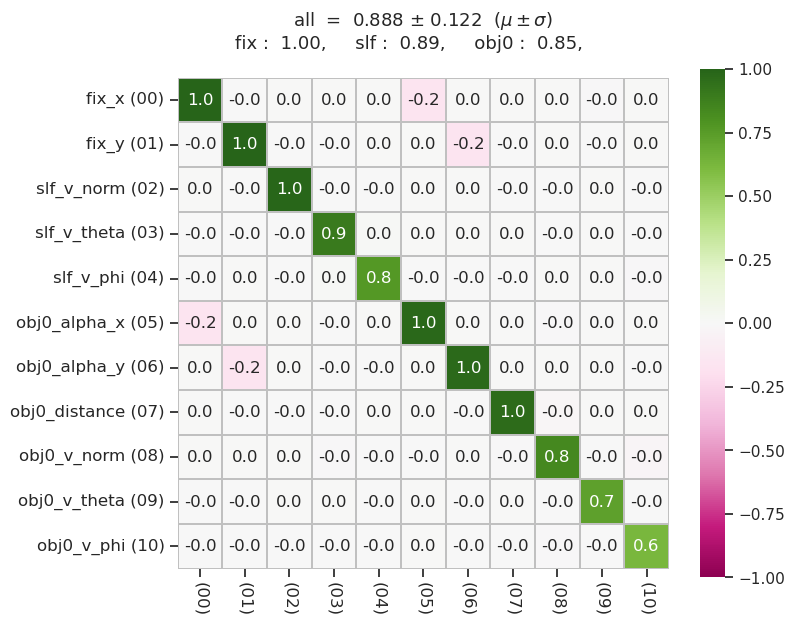 all = 0.888 ± 0.122 (μ ± σ)
fix : 1.00, slf : 0.89, obj0 : 0.85,
fix_x (00) 1.0 -0.0 0.0 0.0 0.0 -0.2 0.0 0.0 0.0 -0.0 0.0
fix_y (01) -0.0 1.0 -0.0 -0.0 0.0 0.0 -0.2 -0.0 0.0 -0.0 0.0
slf_v_norm (02) 0.0 -0.0 1.0 -0.0 -0.0 0.0 0.0 -0.0 -0.0 0.0 -0.0
slf_v_theta (03) -0.0 -0.0 -0.0 0.9 0.0 0.0 0.0 0.0 -0.0 0.0 -0.0
slf_v_phi (04) -0.0 0.0 -0.0 0.0 0.8 -0.0 -0.0 -0.0 0.0 0.0 -0.0
obj0_alpha_x (05) -0.2 0.0 0.0 -0.0 0.0 1.0 0.0 0.0 -0.0 0.0 0.0
obj0_alpha_y (06) 0.0 -0.2 0.0 -0.0 -0.0 0.0 1.0 0.0 0.0 0.0 -0.0
obj0_distance (07) 0.0 -0.0 -0.0 -0.0 0.0 0.0 -0.0 1.0 -0.0 0.0 0.0
obj0_v_norm (08) 0.0 0.0 0.0 -0.0 -0.0 -0.0 0.0 -0.0 0.8 -0.0 -0.0
obj0_v_theta (09) -0.0 -0.0 0.0 0.0 -0.0 0.0 0.0 0.0 -0.0 0.7 -0.0
obj0_v_phi (10) -0.0 -0.0 -0.0 -0.0 -0.0 0.0 -0.0 -0.0 -0.0 -0.0 0.6
(00) (01) (02) (03) (04) (05) (06) (07) (08) (09) (10)
1.00
0.75
0.50
0.25
0.00
−0.25
−0.50
−0.75
−1.00